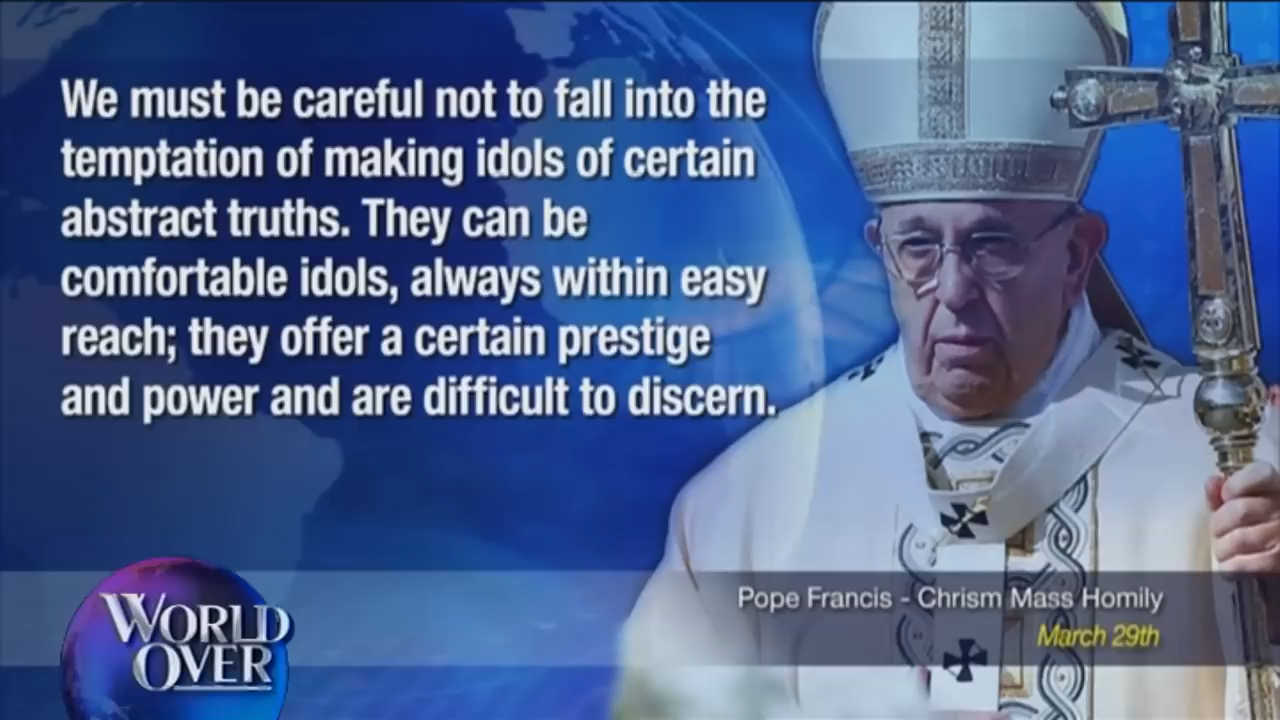 We must be careful not to fall into the
temptation of making idols of certain
abstract truths. They can be
comfortable idols, always within easy
reach; they offer a certain prestige
and power and are difficult to discern.
Pope Francis - Chrism Mass Homily
March 29th
WORLD
OVER